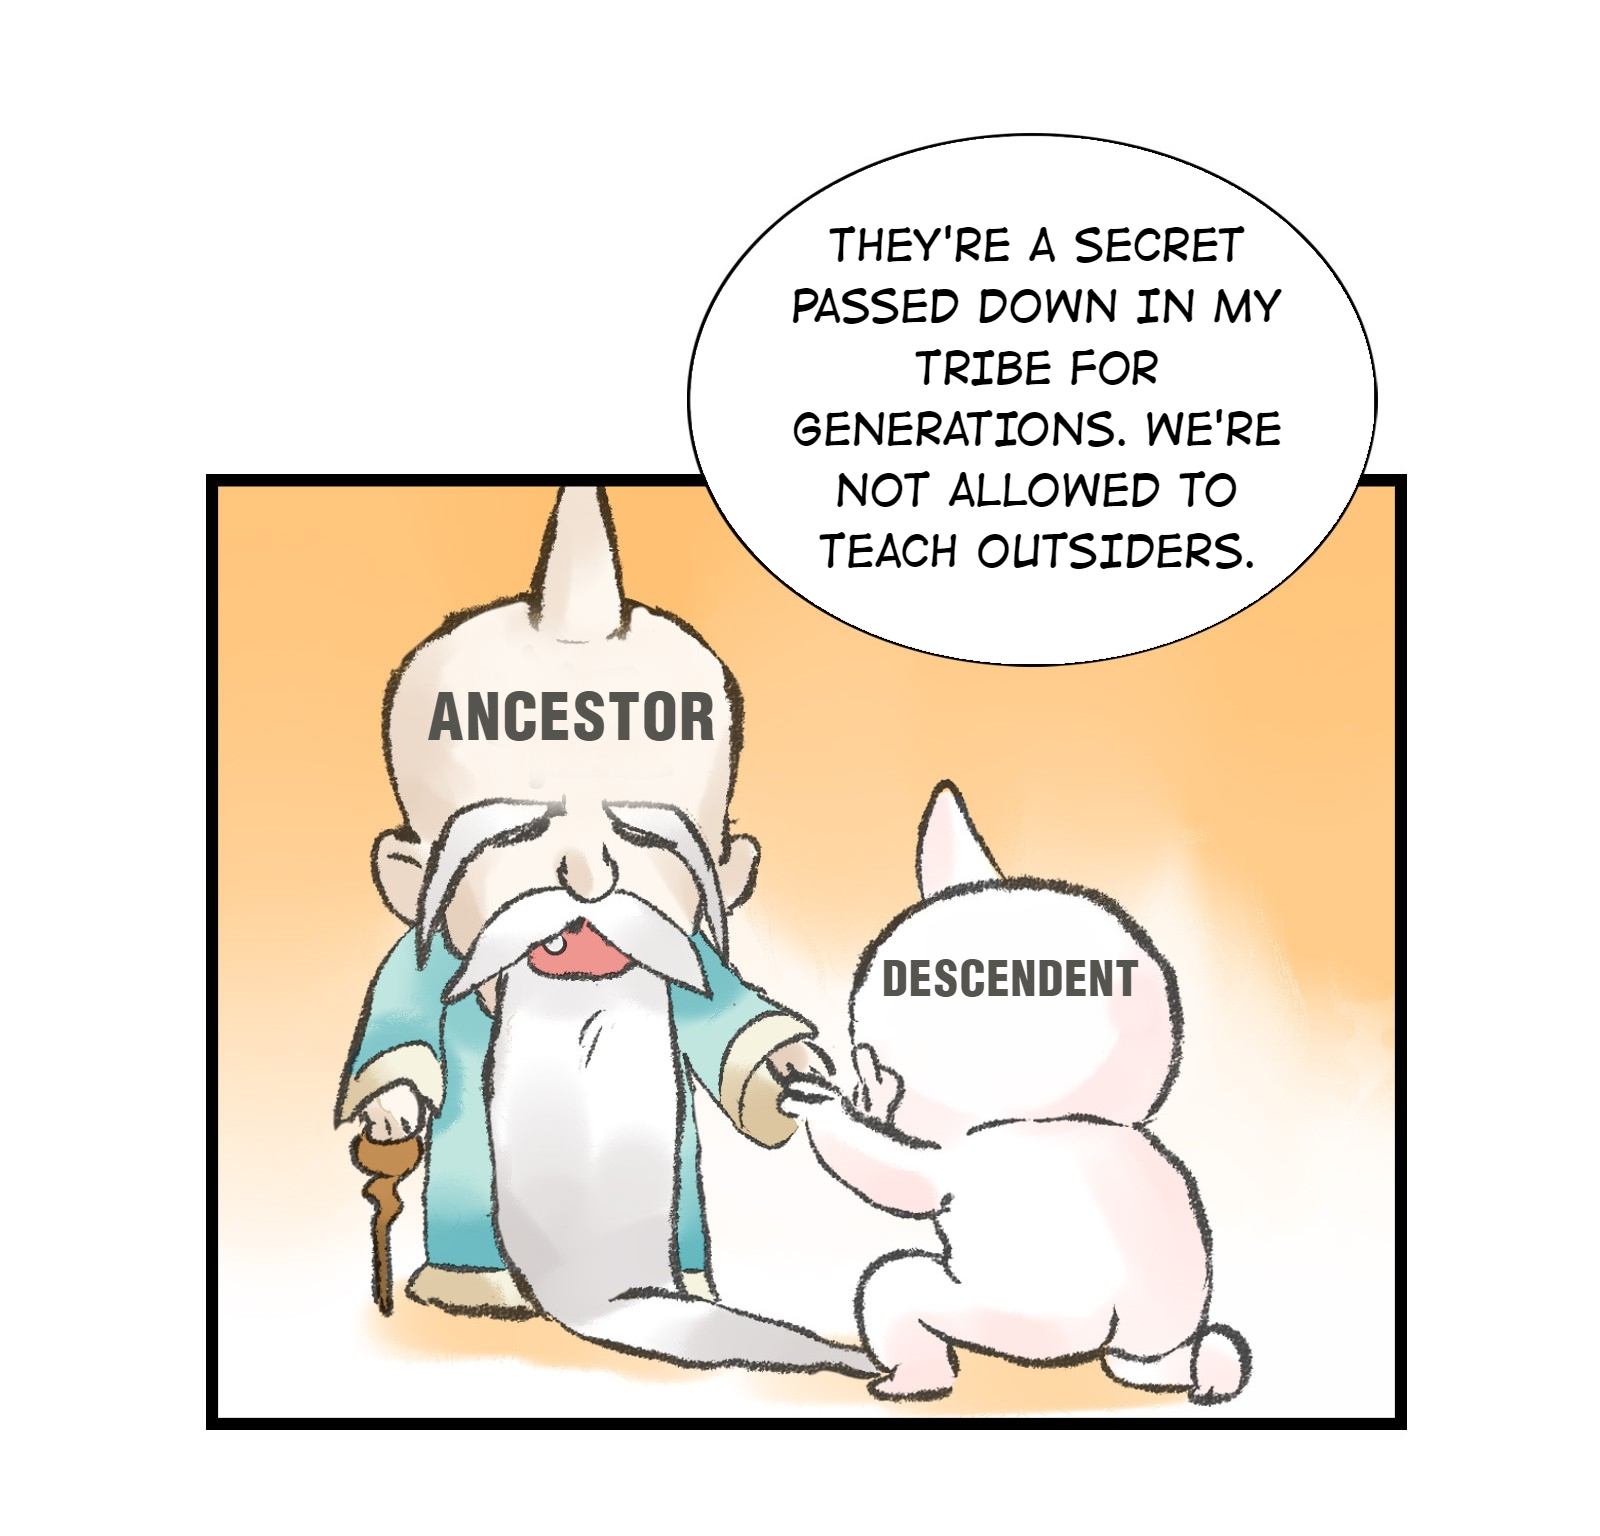 THEY'RE A SECRET
PASSED DOWN IN MY
TRIBE FOR
GENERATIONS. WE'RE
NOT ALLOWED TO
TEACH OUTSIDERS.
ANCESTOR
DESCENDENT